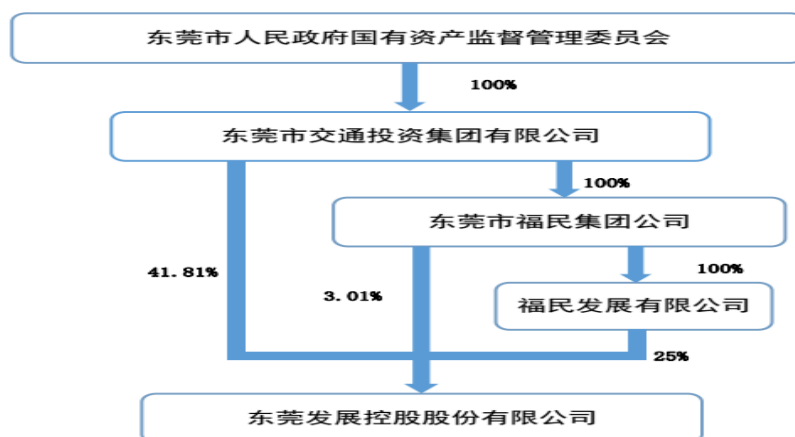 东莞市人民政府国有资产监督管理委员会
100%
东莞市交通投资集团有限公司
100%
东莞市福民集团公司
41.81%
3.01%
100%
福民发展有限公司
25%
东莞发展控股股份有限公司